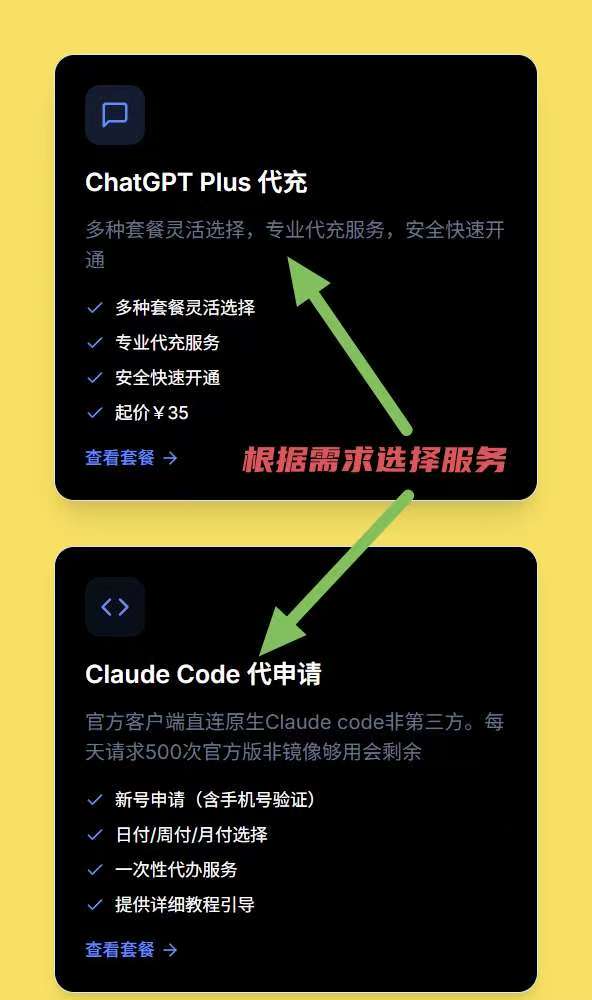 ChatGPT Plus 代充
多种套餐灵活选择，专业代充服务，安全快速开
通
多种套餐灵活选择
专业代充服务
安全快速开通
起价￥35
查看套餐 →
根据需求选择服务
Claude Code 代申请
官方客户端直连原生Claude code非第三方。每
天请求500次官方版非镜像够用会剩余
新号申请（含手机号验证）
日付/周付/月付选择
一次性代办服务
提供详细教程引导
查看套餐 →